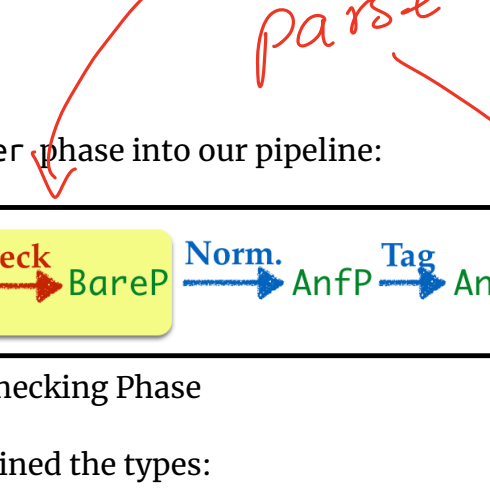 parse
er phase into our pipeline:
eck BareP Norm. AnfP Tag An
hecking Phase
ined the types: